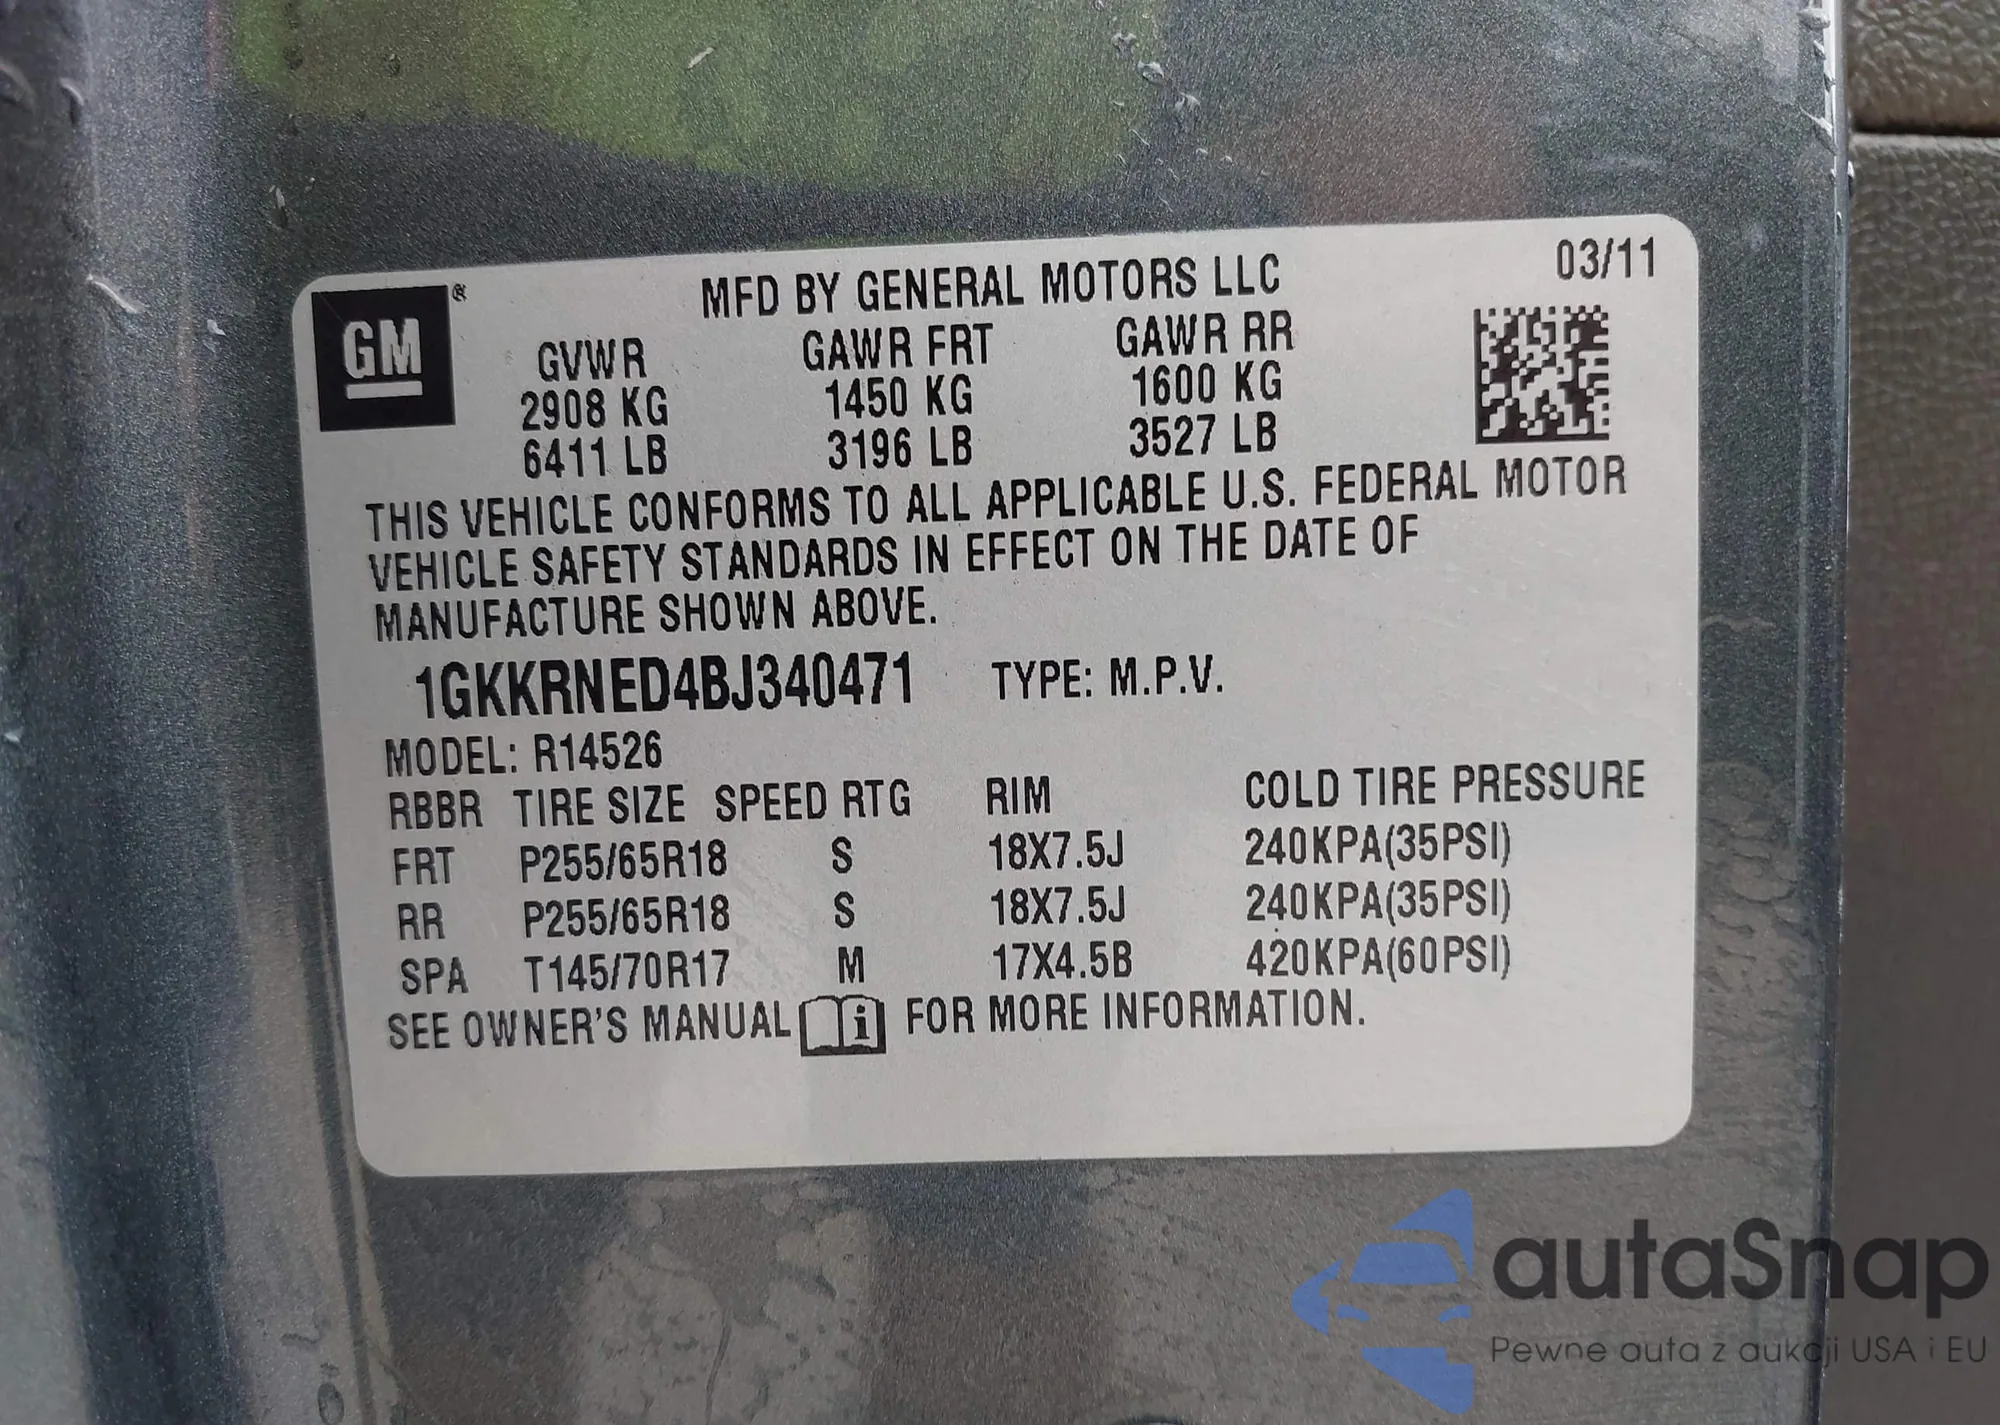 MFD BY GENERAL MOTORS LLC 03/11
GM®
GVWR GAWR FRT GAWR RR
2908 KG 1450 KG 1600 KG
6411 LB 3196 LB 3527 LB
THIS VEHICLE CONFORMS TO ALL APPLICABLE U.S. FEDERAL MOTOR
VEHICLE SAFETY STANDARDS IN EFFECT ON THE DATE OF
MANUFACTURE SHOWN ABOVE.
1GKKRNED4BJ340471 TYPE: M.P.V.
MODEL: R14526
RBBR TIRE SIZE SPEED RTG RIM COLD TIRE PRESSURE
FRT P255/65R18 S 18X7.5J 240KPA(35PSI)
RR P255/65R18 S 18X7.5J 240KPA(35PSI)
SPA T145/70R17 M 17X4.5B 420KPA(60PSI)
SEE OWNER'S MANUAL i FOR MORE INFORMATION.
autaSnap
Pewne auta z aukcji USA i EU